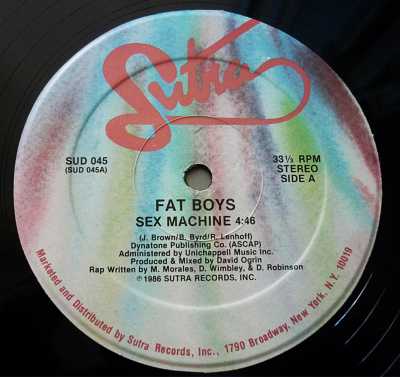 Sutra
SUD 045
(SUD 045A)
33⅓ RPM
STEREO
SIDE A
FAT BOYS
SEX MACHINE 4:46
(J. Brown/B. Byrd/R. Lenhoff)
Dynatone Publishing Co. (ASCAP)
Administered by Unichappell Music Inc.
Produced & Mixed by David Ogrin
Rap Written by M. Morales, D. Wimbley, & D. Robinson
℗1986 SUTRA RECORDS, INC.
Marketed and Distributed by Sutra Records, Inc., 1790 Broadway, New York, N.Y. 10019